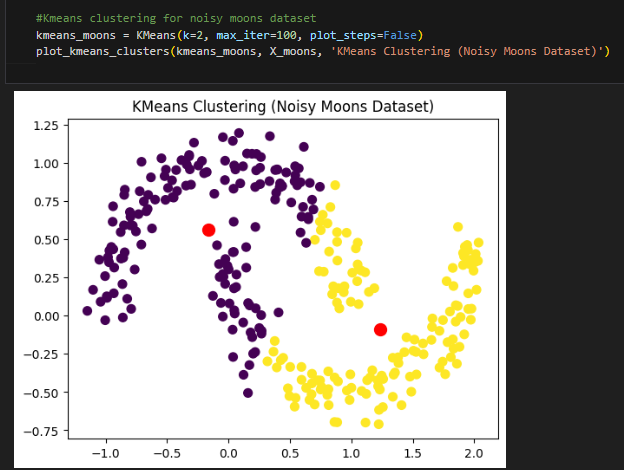 #Kmeans clustering for noisy moons dataset
kmeans_moons = KMeans(k=2, max_iter=100, plot_steps=False)
plot_kmeans_clusters(kmeans_moons, X_moons, 'KMeans Clustering (Noisy Moons Dataset)')
KMeans Clustering (Noisy Moons Dataset)
1.25
1.00
0.75
0.50
0.25
0.00
−0.25
−0.50
−0.75
−1.0 −0.5 0.0 0.5 1.0 1.5 2.0